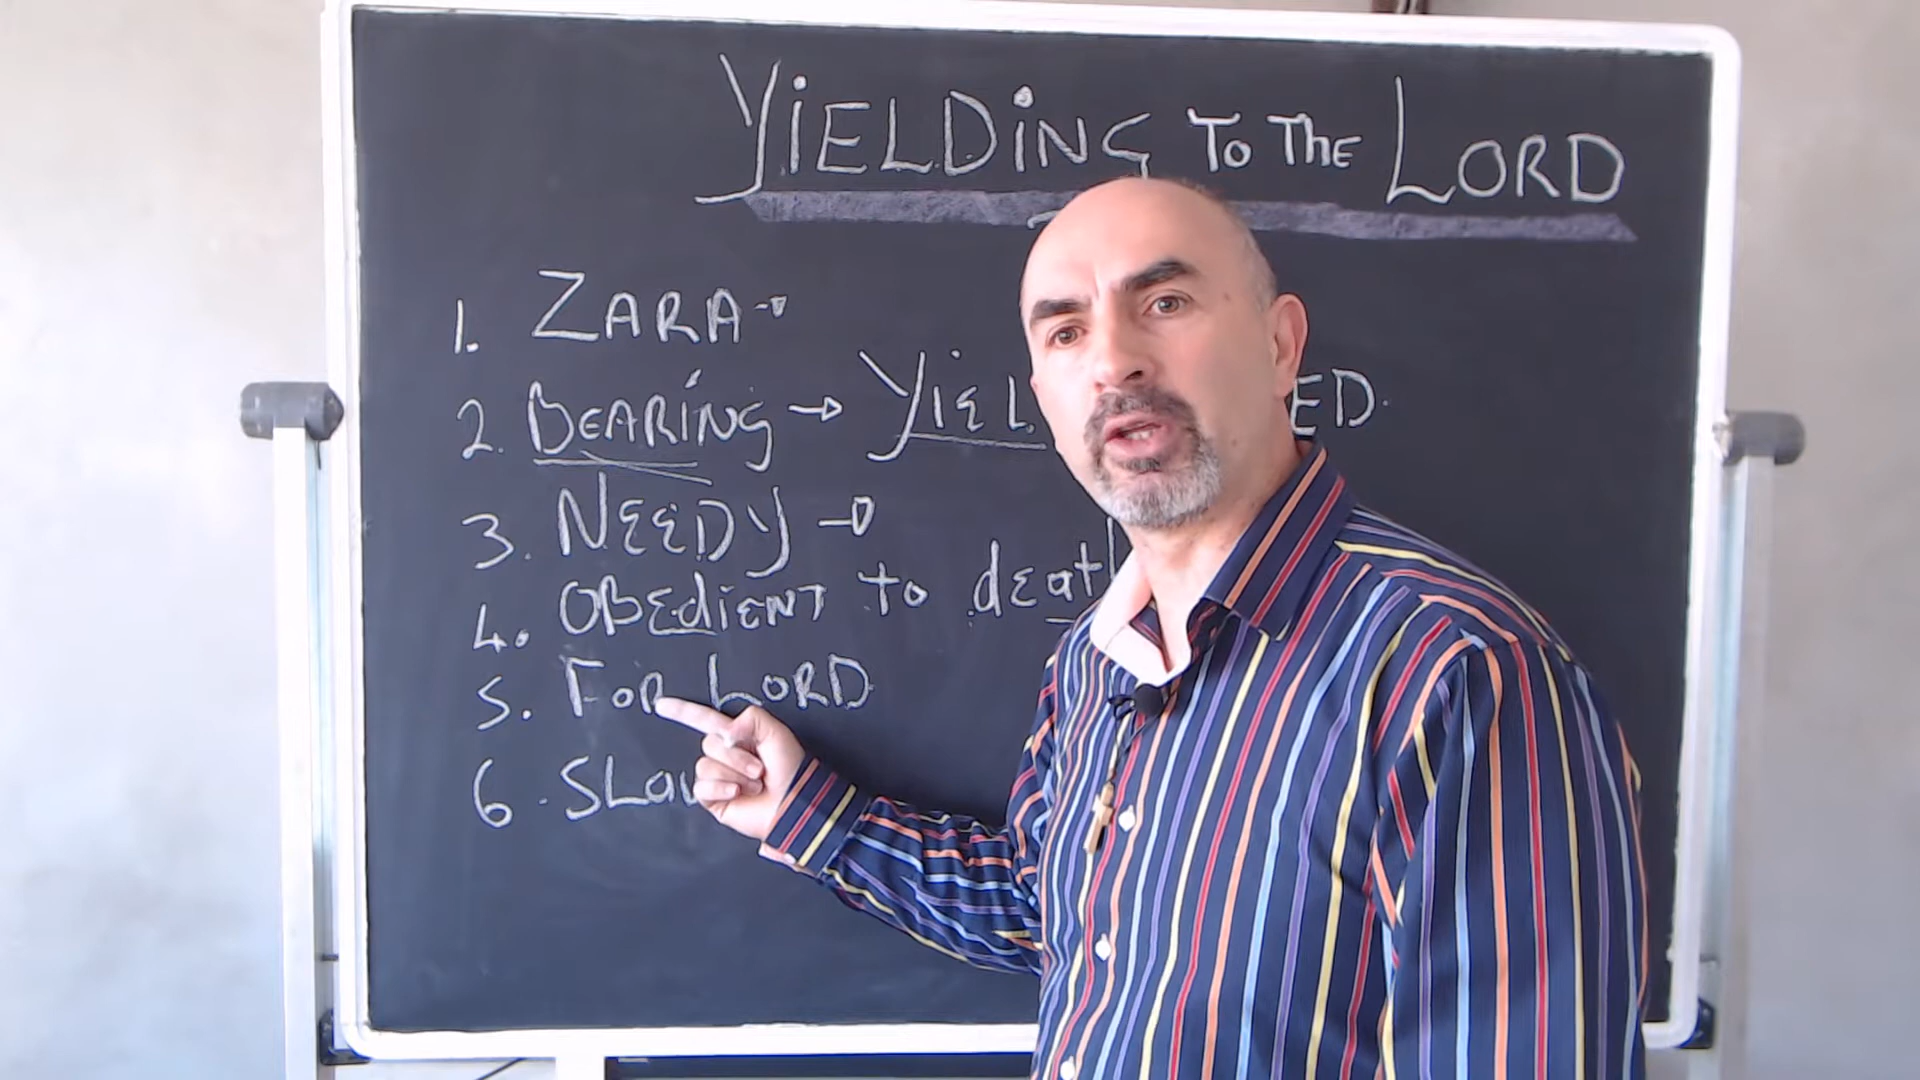 YiELDiNG To THE LORD
1. ZARA →
2. BEARiNG → YiEL ED.
3. NEEDY →
4. OBEdiENT to deat
5. FoR LORD
6. SLav